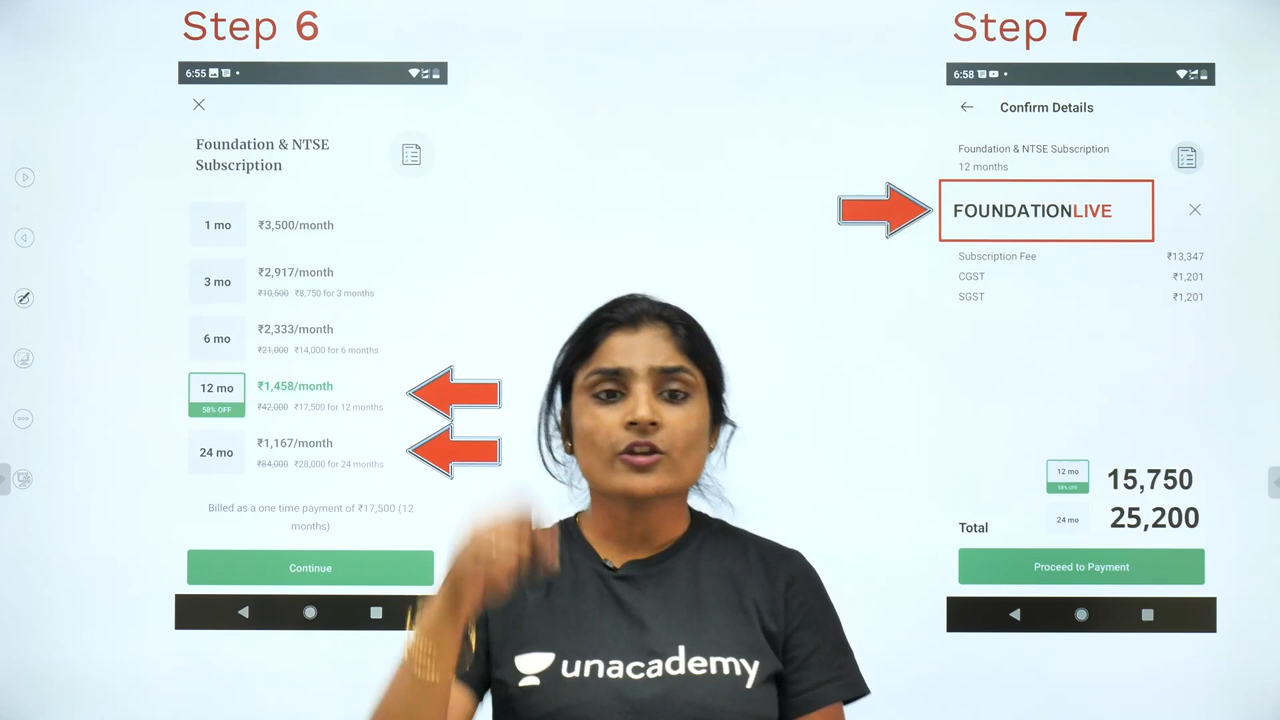 Step 6
6:55
Foundation & NTSE
Subscription
1 mo
₹3,500/month
3 mo
₹2,917/month
₹10,500 ₹8,750 for 3 months
6 mo
₹2,333/month
₹21,000 ₹14,000 for 6 months
12 mo
58% OFF
₹1,458/month
₹42,000 ₹17,500 for 12 months
24 mo
₹1,167/month
₹84,000 ₹28,000 for 24 months
Billed as a one time payment of ₹17,500 (12
months)
Continue
Step 7
6:58
Confirm Details
Foundation & NTSE Subscription
12 months
FOUNDATIONLIVE
Subscription Fee ₹13,347
CGST ₹1,201
SGST ₹1,201
12 mo
58% OFF
15,750
24 mo
25,200
Total
Proceed to Payment
unacademy